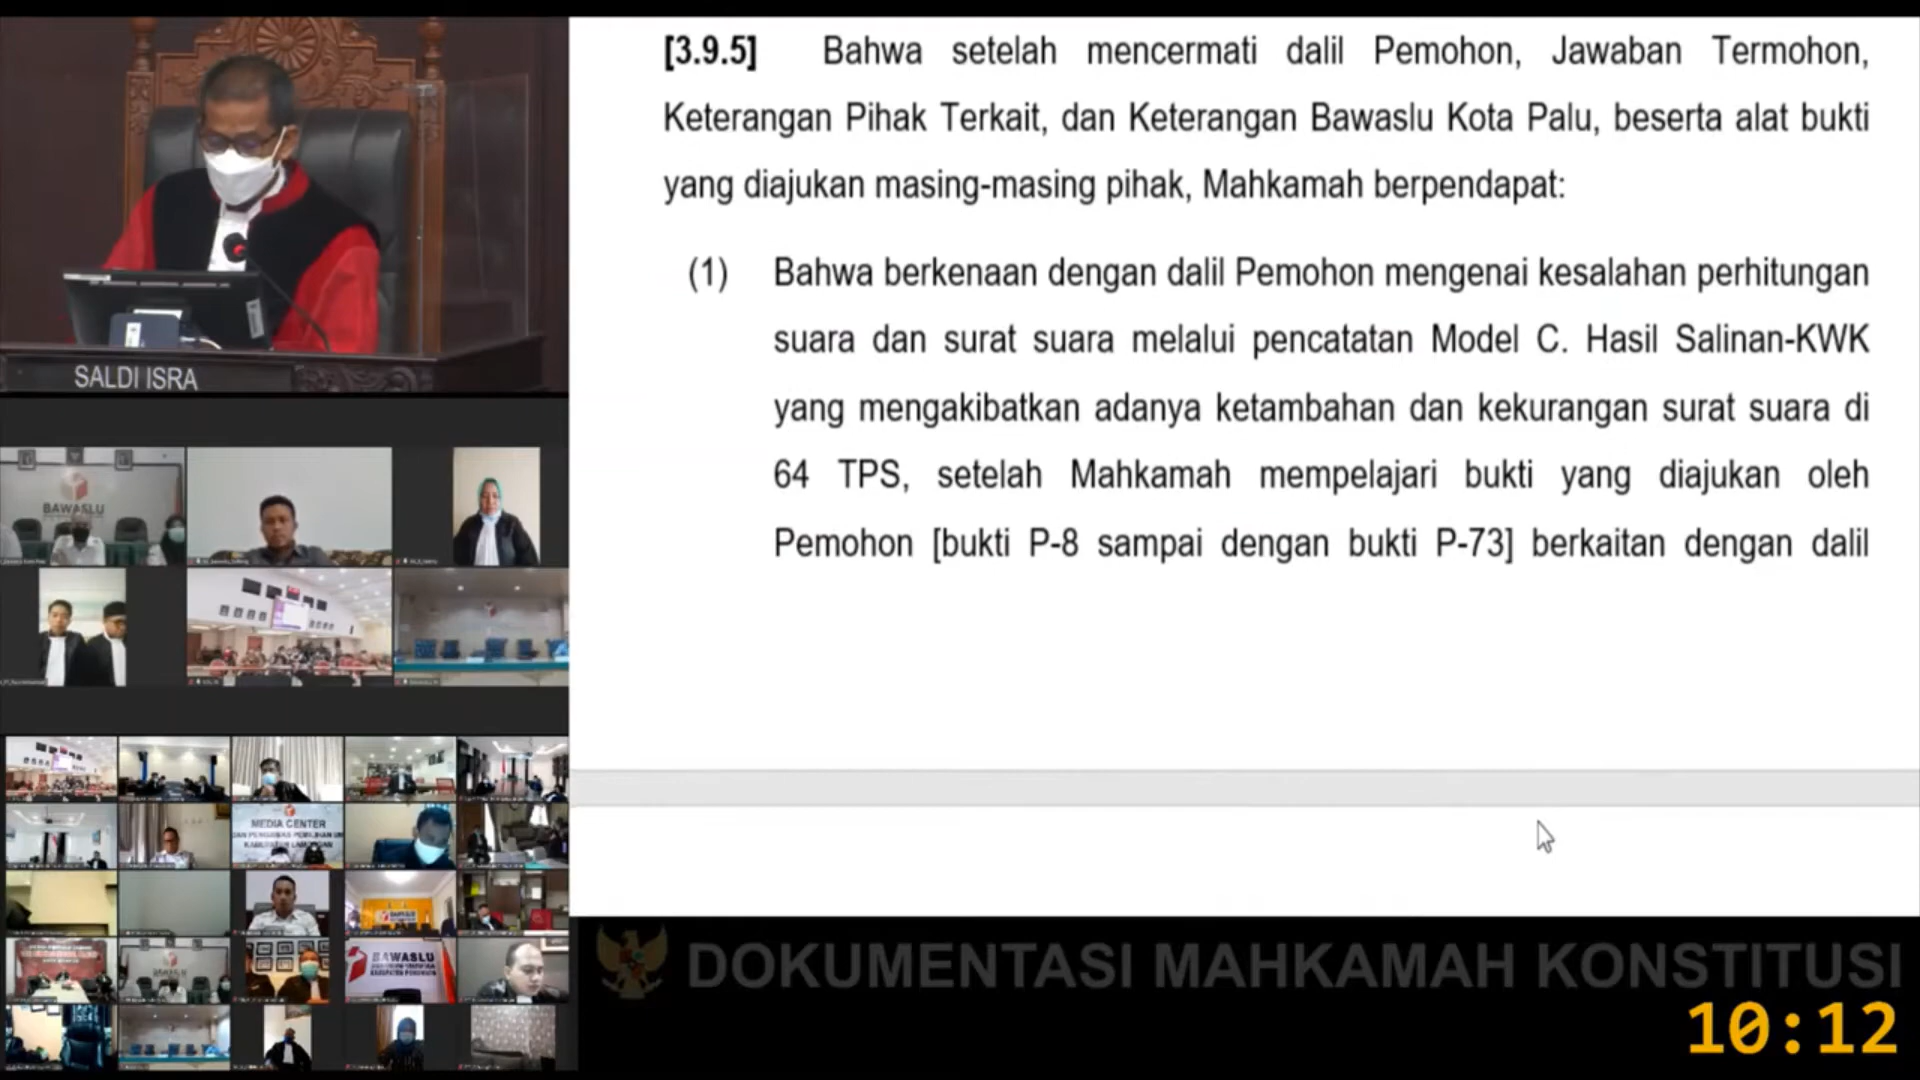 [3.9.5] Bahwa setelah mencermati dalil Pemohon, Jawaban Termohon,
Keterangan Pihak Terkait, dan Keterangan Bawaslu Kota Palu, beserta alat bukti
yang diajukan masing-masing pihak, Mahkamah berpendapat:
(1) Bahwa berkenaan dengan dalil Pemohon mengenai kesalahan perhitungan
suara dan surat suara melalui pencatatan Model C. Hasil Salinan-KWK
yang mengakibatkan adanya ketambahan dan kekurangan surat suara di
64 TPS, setelah Mahkamah mempelajari bukti yang diajukan oleh
Pemohon [bukti P-8 sampai dengan bukti P-73] berkaitan dengan dalil
SALDI ISRA
BAWASLU
MEDIA CENTER
BAWASLU
BAWASLU
DOKUMENTASI MAHKAMAH KONSTITUSI
10:12